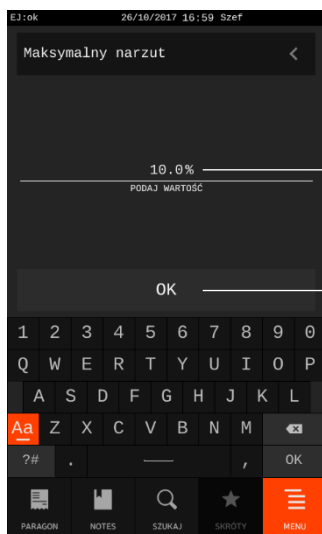 EJ:ok 26/10/2017 16:59 Szef
Maksymalny narzut <
10.0%
PODAJ WARTOŚĆ
OK
1 2 3 4 5 6 7 8 9 0
Q W E R T Y U I O P
A S D F G H J K L
Aa Z X C V B N M
?# . , OK
PARAGON NOTES SZUKAJ SKRÓTY MENU